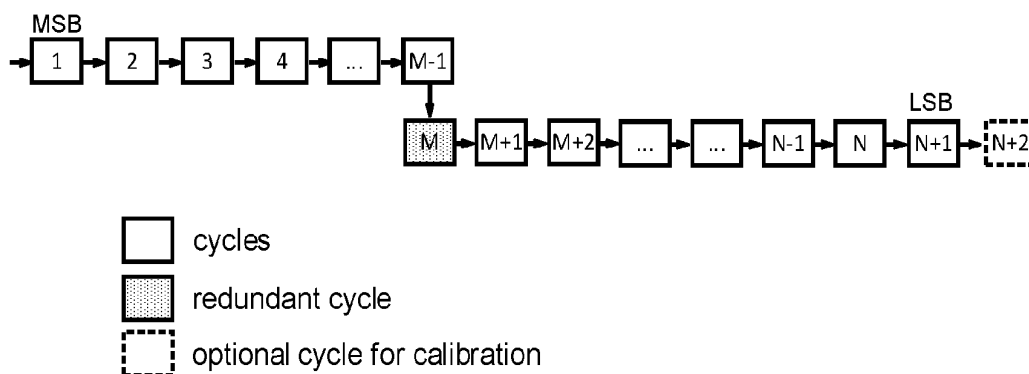 MSB
1 2 3 4 ... M-1
LSB
M M+1 M+2 ... ... N-1 N N+1 N+2
cycles
redundant cycle
optional cycle for calibration